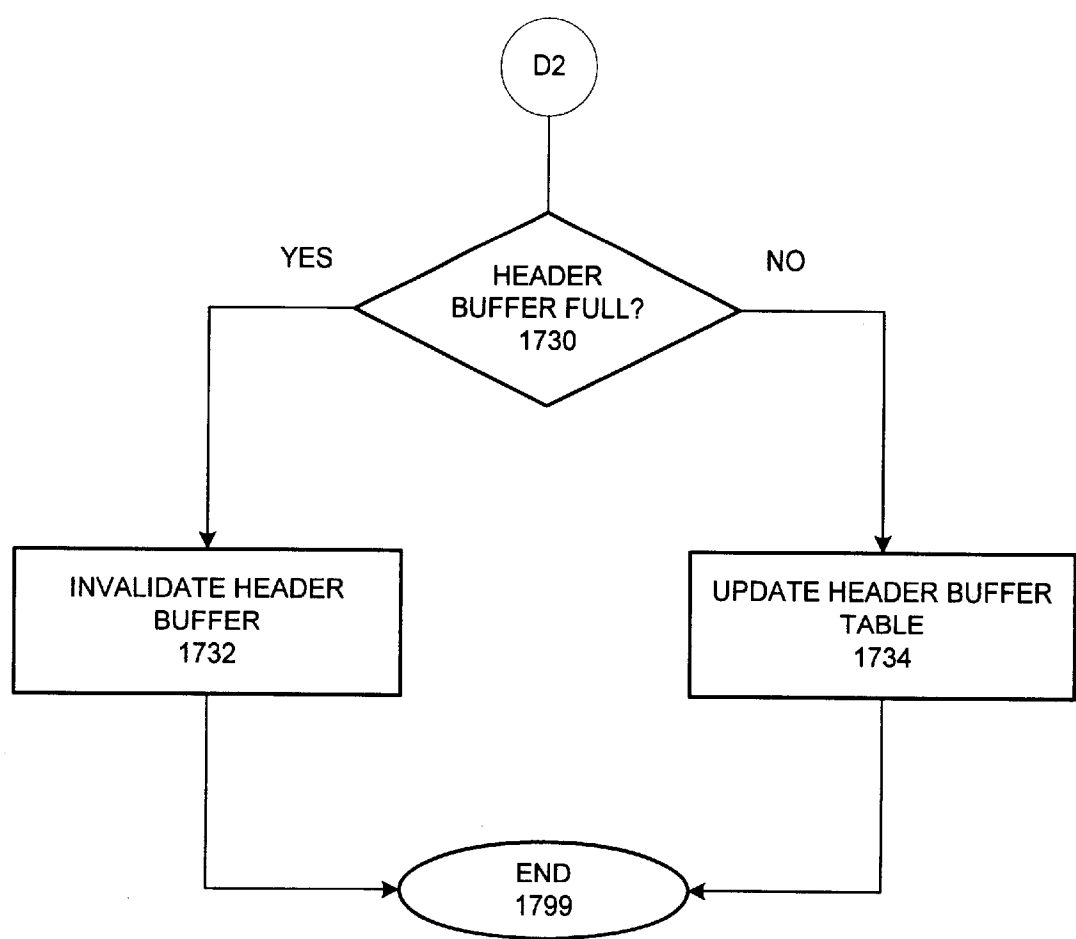 D2
YES
NO
HEADER
BUFFER FULL?
1730
INVALIDATE HEADER
BUFFER
1732
UPDATE HEADER BUFFER
TABLE
1734
END
1799